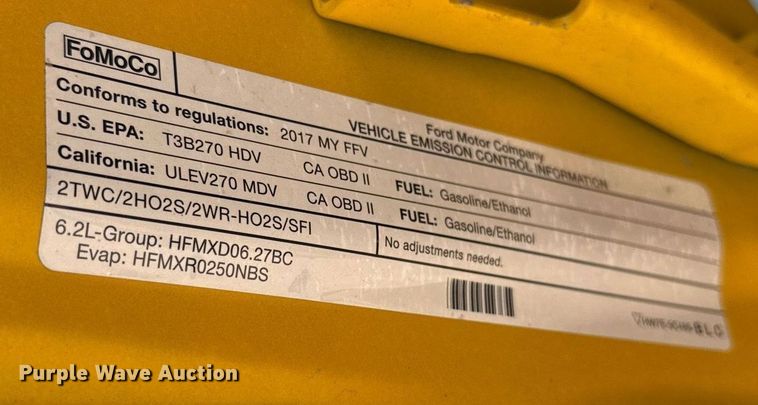 FoMoCo
Ford Motor Company
VEHICLE EMISSION CONTROL INFORMATION
Conforms to regulations: 2017 MY FFV
U.S. EPA: T3B270 HDV CA OBD II FUEL: Gasoline/Ethanol
California: ULEV270 MDV CA OBD II FUEL: Gasoline/Ethanol
2TWC/2HO2S/2WR-HO2S/SFI
No adjustments needed.
6.2L-Group: HFMXD06.27BC
Evap: HFMXR0250NBS
BLC
Purple Wave Auction